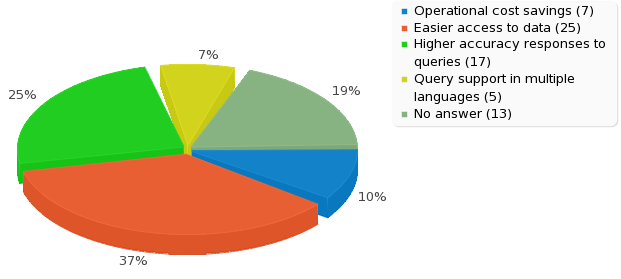 7%
19%
25%
10%
37%
Operational cost savings (7)
Easier access to data (25)
Higher accuracy responses to
queries (17)
Query support in multiple
languages (5)
No answer (13)